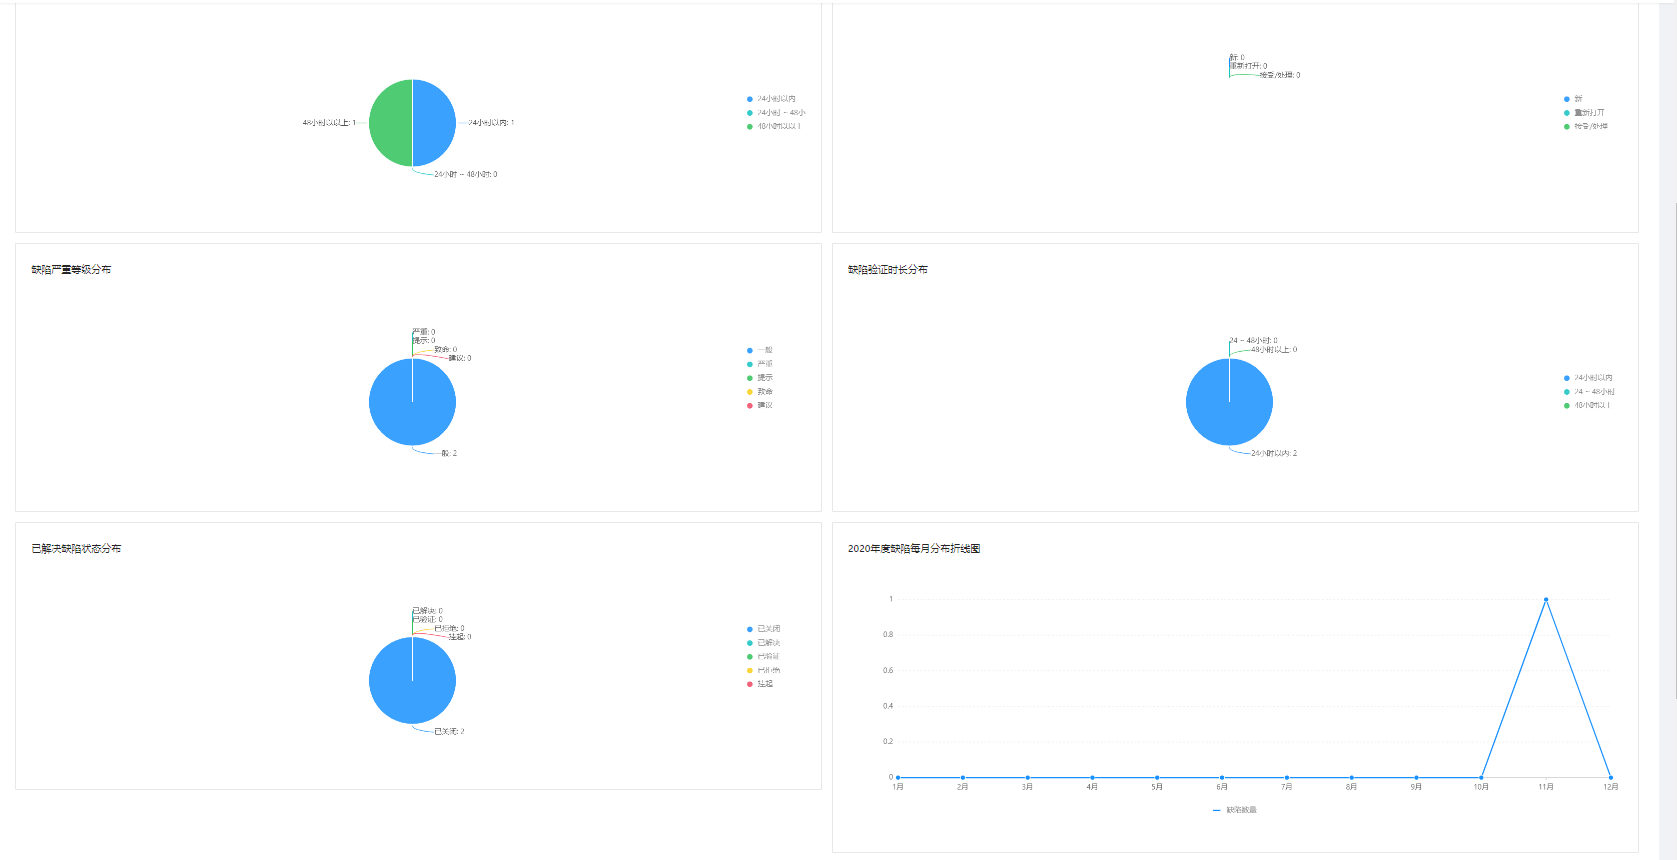 48小时以以上: 1
24小时以内: 1
24小时 ~ 48小时: 0
24小时以内
24小时 ~ 48小
48小时以以上
新: 0
重新打开: 0
接受/处理: 0
新
重新打开
接受/处理
缺陷严重等级分布
严重: 0
提示: 0
致命: 0
建议: 0
一般: 2
一般
严重
提示
致命
建议
缺陷验证时长分布
24 ~ 48小时: 0
48小时以上: 0
24小时以内: 2
24小时以内
24 ~ 48小时
48小时以上
已解决缺陷状态分布
已解决: 0
已验证: 0
已拒绝: 0
挂起: 0
已关闭: 2
已关闭
已解决
已验证
已拒绝
挂起
2020年度缺陷每月分布折线图
1
0.8
0.6
0.4
0.2
0
1月 2月 3月 4月 5月 6月 7月 8月 9月 10月 11月 12月
缺陷数量